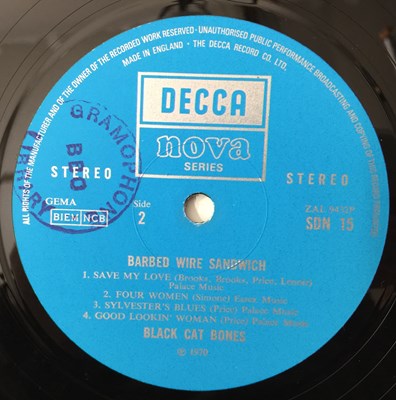 ALL RIGHTS OF THE MANUFACTURER AND OF THE OWNER OF THE RECORDED WORK RESERVED · UNAUTHORISED PUBLIC PERFORMANCE BROADCASTING AND COPYING OF THIS RECORD PROHIBITED
MADE IN ENGLAND · THE DECCA RECORD CO. LTD.
DECCA
nova
SERIES
GRAMOPHONE
LIBRARY
STEREO
STEREO
GEMA
BIEM NCB
Side
2
SDN 15
BARBED WIRE SANDWICH
1. SAVE MY LOVE (Brooks, Brooks, Price, Lennar)
Palace Music
2. FOUR WOMEN (Simone) Essex Music
3. SYLVESTER'S BLUES (Price) Palace Music
4. GOOD LOOKIN' WOMAN (Price) Palace Music
BLACK CAT BONES
℗ 1970